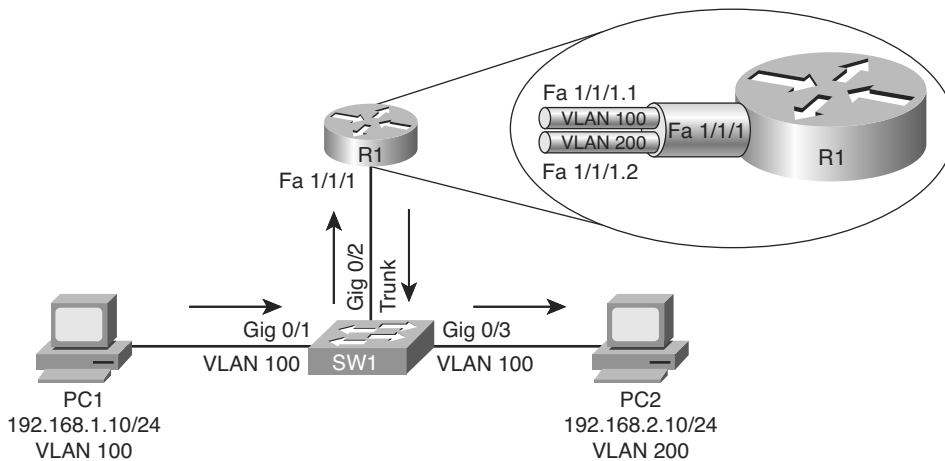 Fa 1/1/1.1
VLAN 100
VLAN 200
Fa 1/1/1
Fa 1/1/1.2
R1
R1
Fa 1/1/1
Gig 0/2
Trunk
Gig 0/1
Gig 0/3
VLAN 100
SW1
VLAN 100
PC1
192.168.1.10/24
VLAN 100
PC2
192.168.2.10/24
VLAN 200